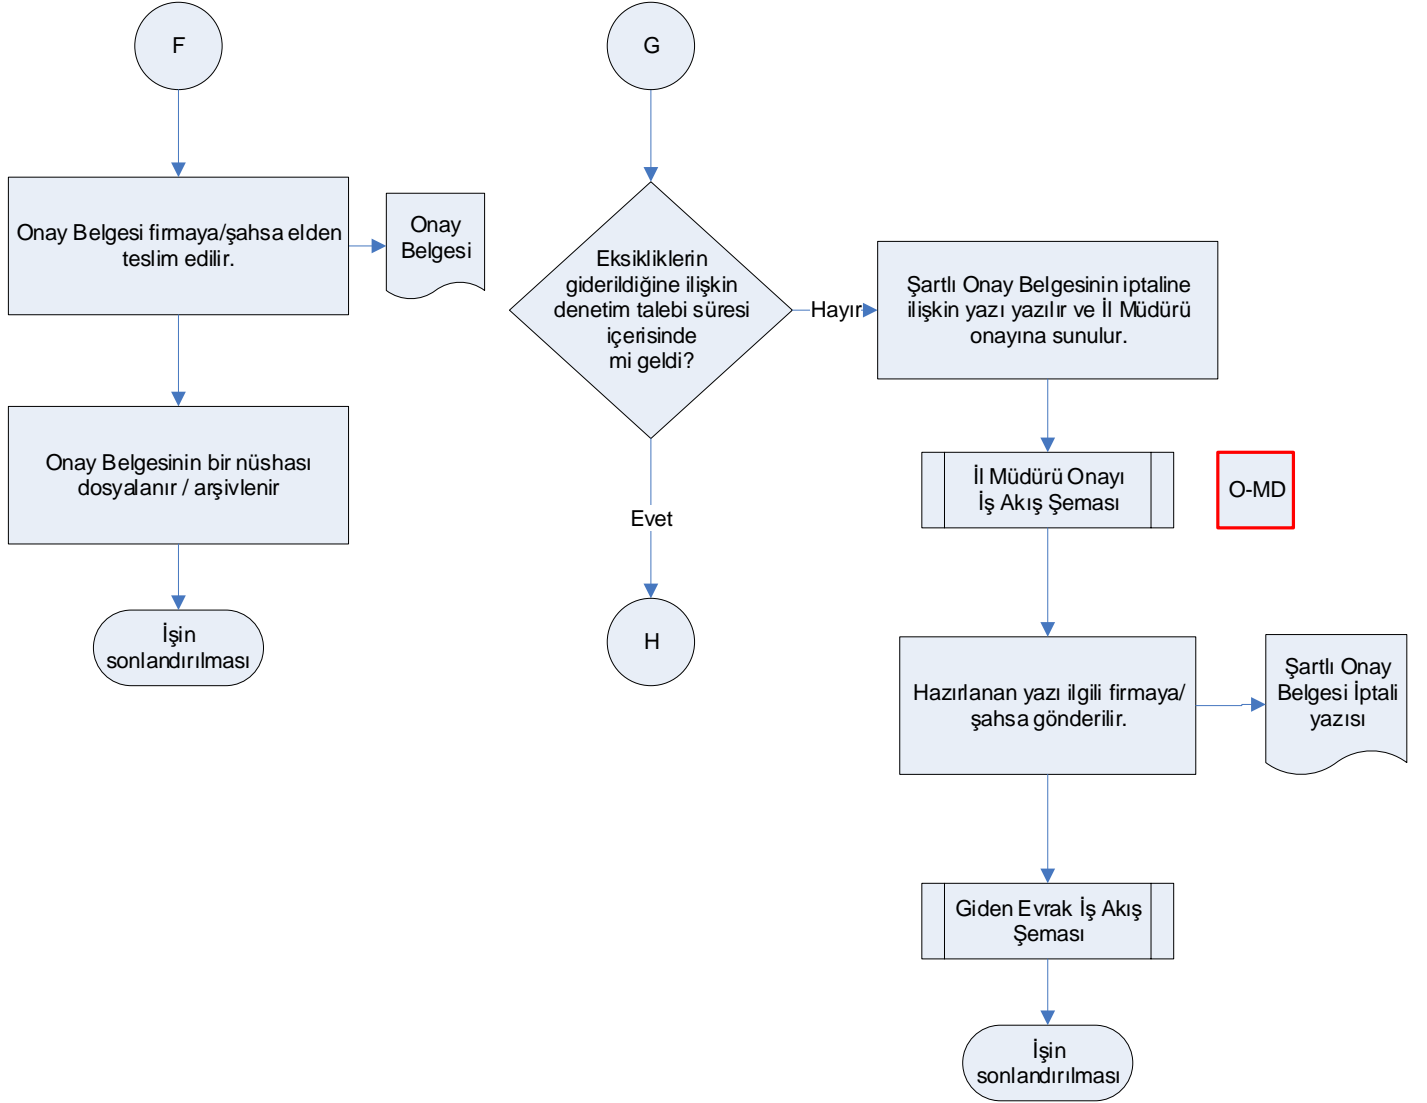 F
Onay Belgesi firmaya/şahsa elden
teslim edilir.
Onay
Belgesi
Onay Belgesinin bir nüshası
dosyalanır / arşivlenir
İşin
sonlandırılması
G
Eksikliklerin
giderildiğine ilişkin
denetim talebi süresi
içerisinde
mi geldi?
Hayır
Evet
H
Şartlı Onay Belgesinin iptaline
ilişkin yazı yazılır ve İl Müdürü
onayına sunulur.
İl Müdürü Onayı
İş Akış Şeması
O-MD
Hazırlanan yazı ilgili firmaya/
şahsa gönderilir.
Şartlı Onay
Belgesi İptali
yazısı
Giden Evrak İş Akış
Şeması
İşin
sonlandırılması